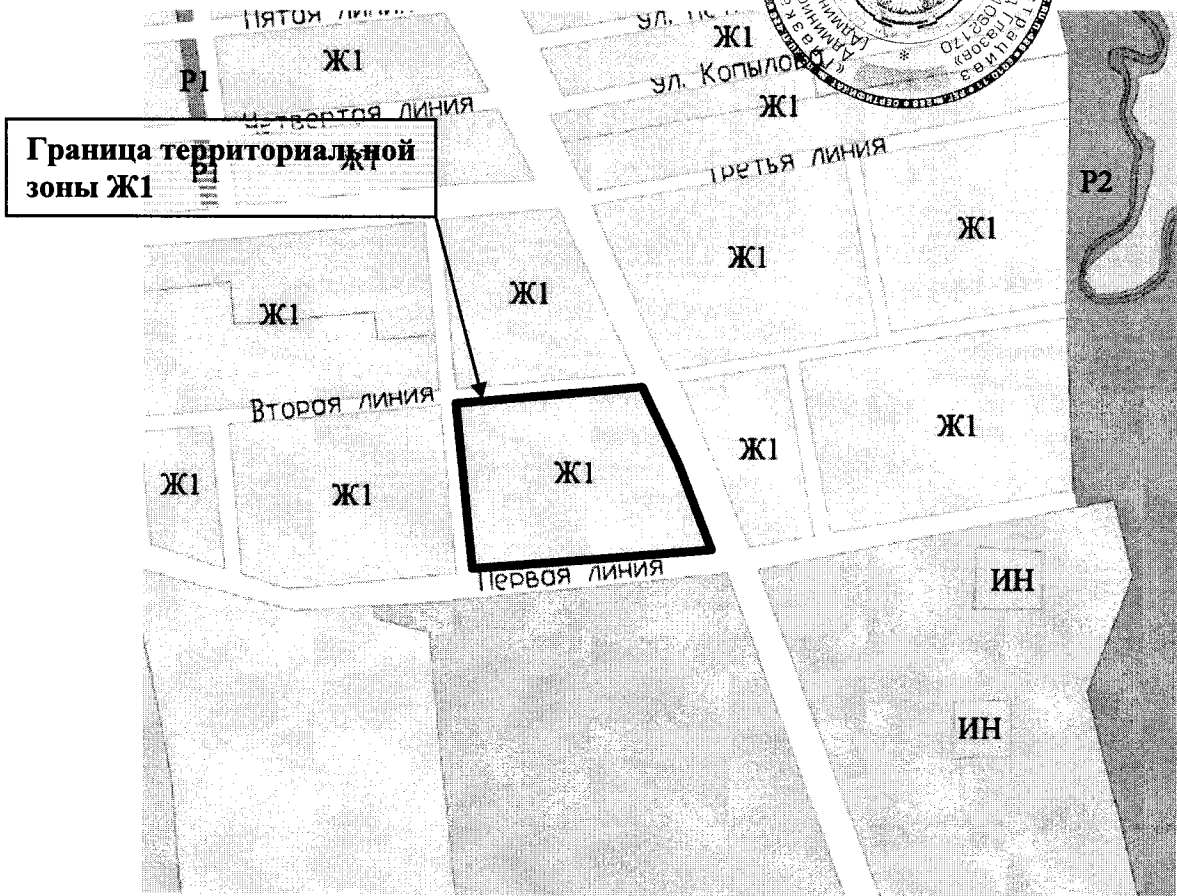 Пятая линия
ул.
Ж1
Ж1
Р1
ул. Копылова
Четвертая линия
Ж1
Граница территориальной
зоны Ж1
Р1
Ж1
Третья линия
Р2
Ж1
Ж1
Ж1
Ж1
Вторая линия
Ж1
Ж1
Ж1
Ж1
Ж1
Первая линия
ИН
ИН